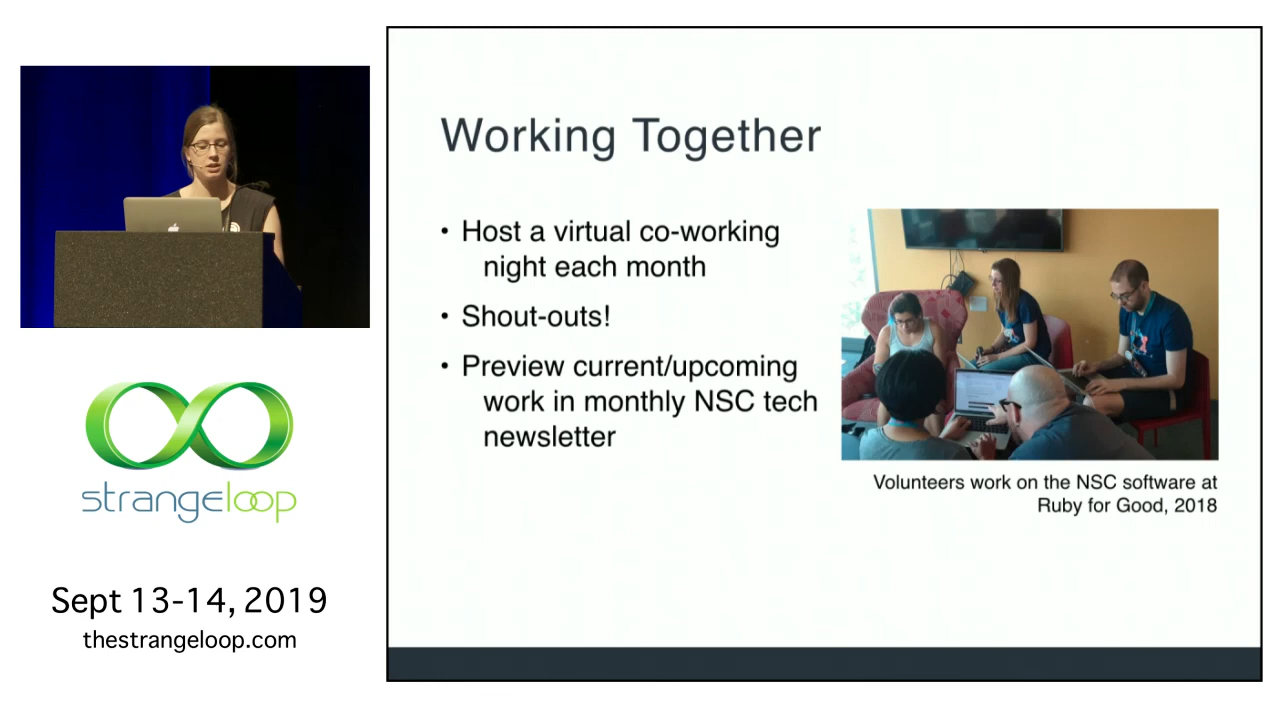 Working Together
• Host a virtual co-working
night each month
• Shout-outs!
• Preview current/upcoming
work in monthly NSC tech
newsletter
Volunteers work on the NSC software at
Ruby for Good, 2018
strangeloop
Sept 13-14, 2019
thestrangeloop.com